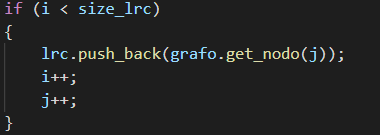 if (i < size_lrc)
{
    lrc.push_back(grafo.get_nodo(j));
    i++;
    j++;
}